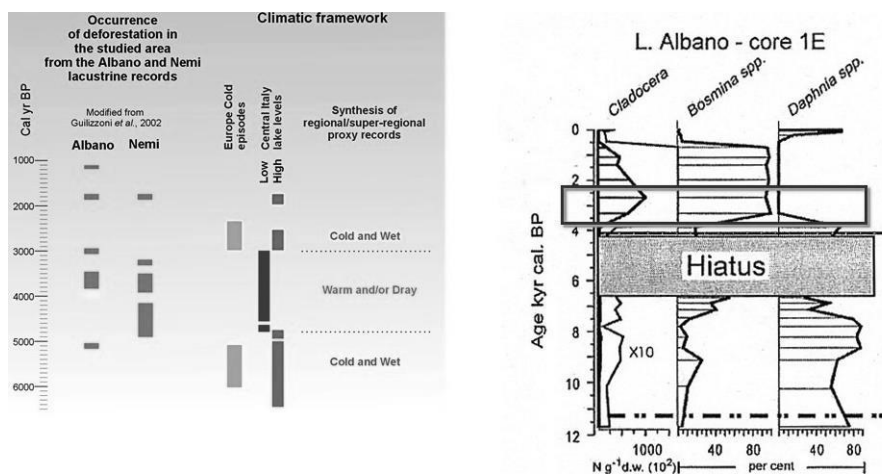 Occurrence
of deforestation in
the studied area
from the Albano and Nemi
lacustrine records
Climatic framework
Cal yr BP
Modified from
Guilizzoni et al., 2002
Albano
Nemi
Europe Cold
episodes
Low
Central Italy
lake levels
High
Synthesis of
regional/super-regional
proxy records
1000
2000
3000
4000
5000
6000
Cold and Wet
Warm and/or Dray
Cold and Wet
L. Albano - core 1E
Cladocera
Bosmina spp.
Daphnia spp.
Age kyr cal. BP
0
2
4
6
8
10
12
Hiatus
X10
1000
40
80
40
80
N g⁻¹d.w. (10²)
per cent